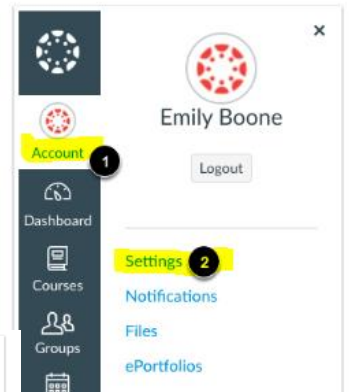 Account
1
Dashboard
Courses
Groups
×
Emily Boone
Logout
Settings 2
Notifications
Files
ePortfolios